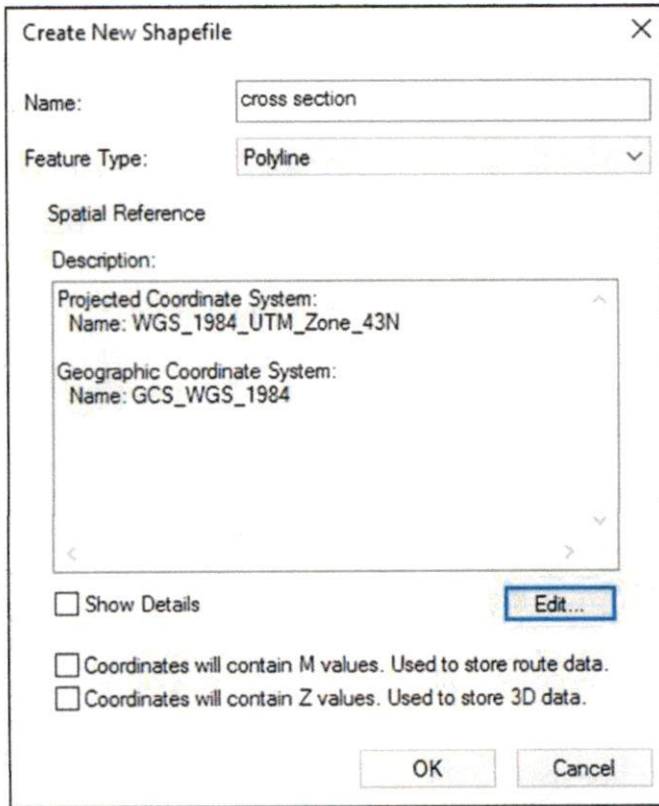 Create New Shapefile
Name: cross section
Feature Type: Polyline
Spatial Reference
Description:
Projected Coordinate System:
Name: WGS_1984_UTM_Zone_43N
Geographic Coordinate System:
Name: GCS_WGS_1984
Show Details
Edit...
Coordinates will contain M values. Used to store route data.
Coordinates will contain Z values. Used to store 3D data.
OK Cancel